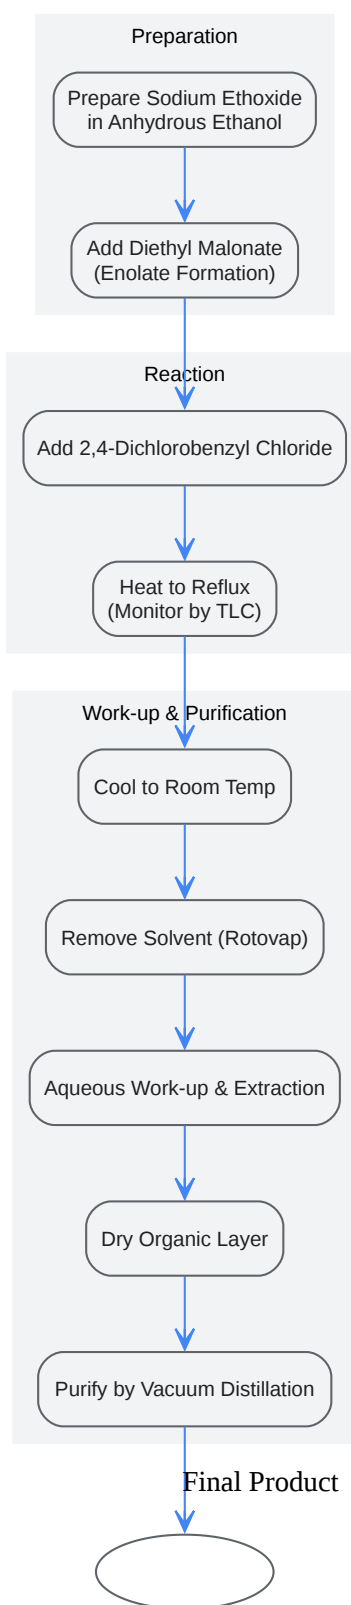 Preparation
Prepare Sodium Ethoxide
in Anhydrous Ethanol
Add Diethyl Malonate
(Enolate Formation)
Reaction
Add 2,4-Dichlorobenzyl Chloride
Heat to Reflux
(Monitor by TLC)
Work-up & Purification
Cool to Room Temp
Remove Solvent (Rotovap)
Aqueous Work-up & Extraction
Dry Organic Layer
Purify by Vacuum Distillation
Final Product